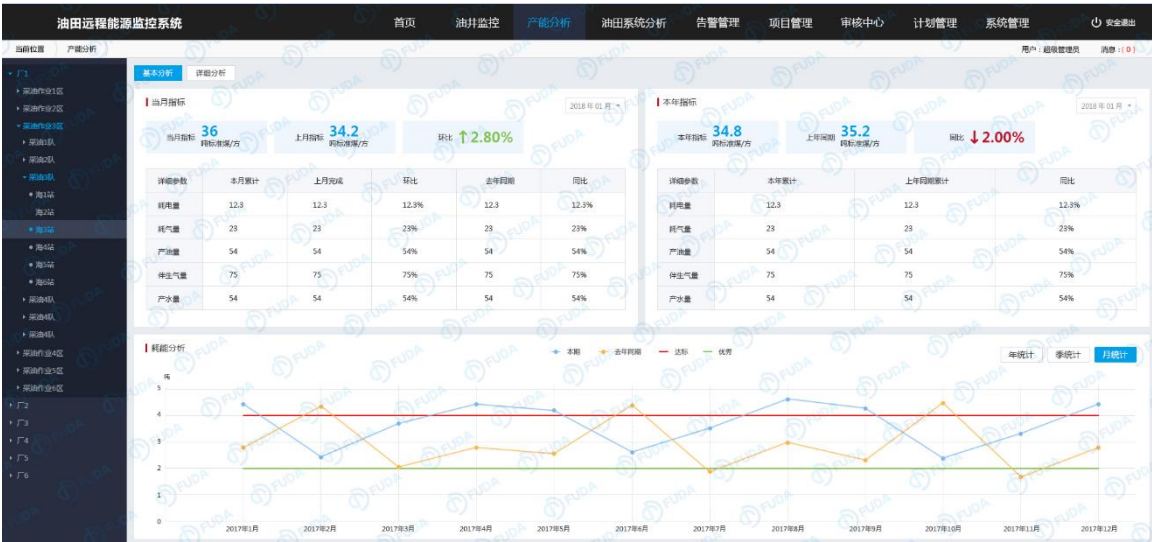 油田远程能源监控系统 首页 油井监控 产能分析 油田系统分析 告警管理 项目管理 审核中心 计划管理 系统管理 安全退出
当前位置 产能分析 用户：超级管理员 消息：( 0 )
厂1
采油作业1区
采油作业2区
采油作业3区
采油1队
采油2队
采油3队
海1站
海2站
海3站
海4站
海5站
海6站
采油4队
采油4队
采油4队
采油作业4区
采油作业5区
采油作业6区
厂2
厂3
厂4
厂5
厂6
基本分析 详细分析
当月指标 2018 年 01 月
当月指标 36 吨标准煤/方 上月指标 34.2 吨标准煤/方 环比 ↑2.80%
详细参数 本月累计 上月完成 环比 去年同期 同比
耗电量 12.3 12.3 12.3% 12.3 12.3%
耗气量 23 23 23% 23 23%
产油量 54 54 54% 54 54%
伴生气量 75 75 75% 75 75%
产水量 54 54 54% 54 54%
本年指标 2018 年 01 月
本年指标 34.8 吨标准煤/方 上年同期 35.2 吨标准煤/方 同比 ↓2.00%
详细参数 本年累计 上年同期累计 同比
耗电量 12.3 12.3 12.3%
耗气量 23 23 23%
产油量 54 54 54%
伴生气量 75 75 75%
产水量 54 54 54%
耗能分析 本期 去年同期 达标 优秀 年统计 季统计 月统计
吨
5
4
3
2
1
0
2017年1月 2017年2月 2017年3月 2017年4月 2017年5月 2017年6月 2017年7月 2017年8月 2017年9月 2017年10月 2017年11月 2017年12月
FUDA